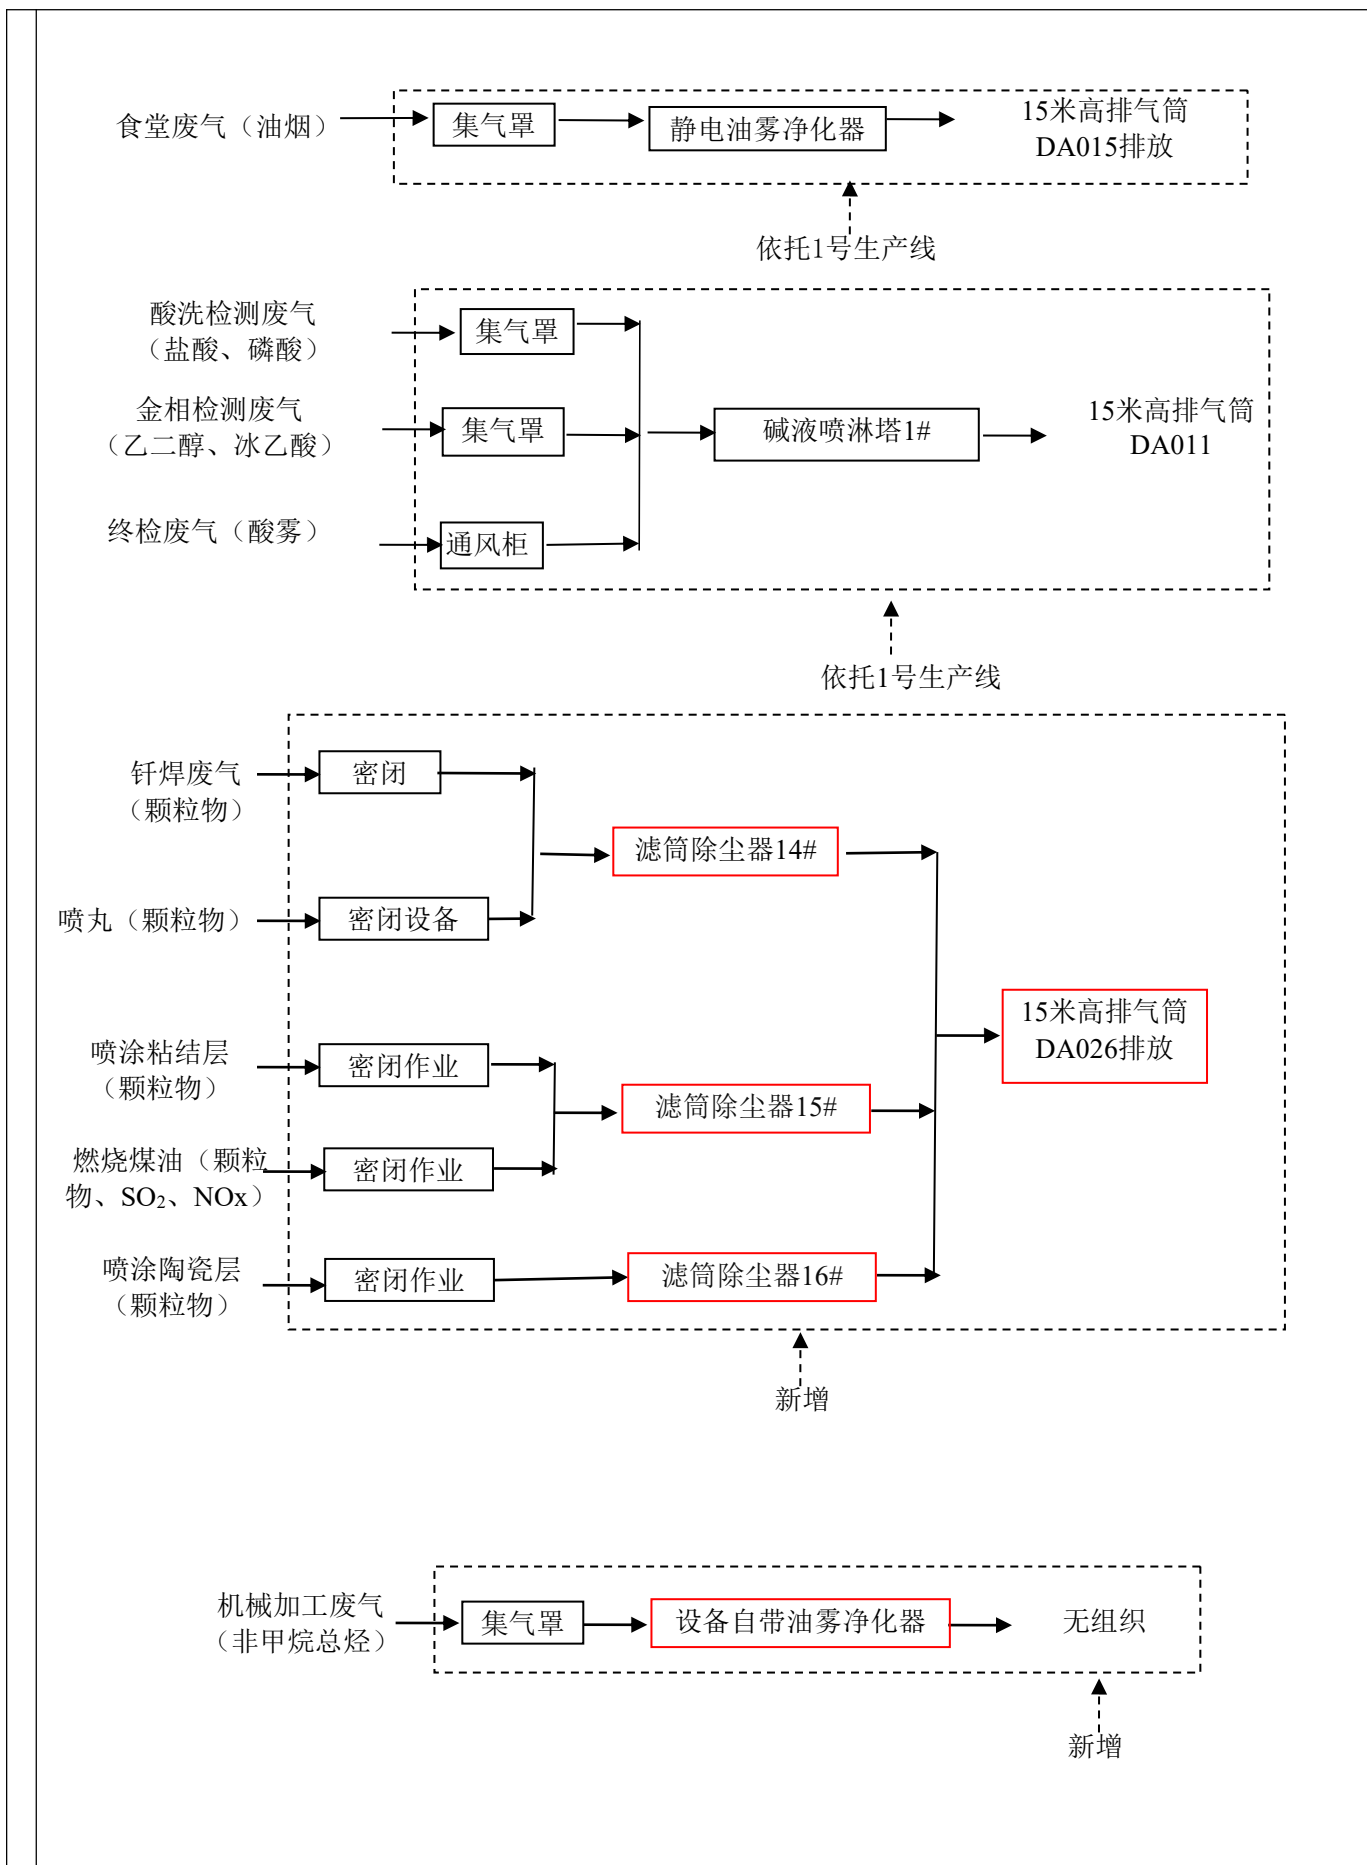 食堂废气（油烟）
集气罩
静电油雾净化器
15米高排气筒
DA015排放
依托1号生产线
酸洗检测废气
（盐酸、磷酸）
集气罩
金相检测废气
（乙二醇、冰乙酸）
集气罩
碱液喷淋塔1#
15米高排气筒
DA011
终检废气（酸雾）
通风柜
依托1号生产线
钎焊废气
（颗粒物）
密闭
滤筒除尘器14#
喷丸（颗粒物）
密闭设备
15米高排气筒
DA026排放
喷涂粘结层
（颗粒物）
密闭作业
滤筒除尘器15#
燃烧煤油（颗粒
物、SO₂、NOx）
密闭作业
喷涂陶瓷层
（颗粒物）
密闭作业
滤筒除尘器16#
新增
机械加工废气
（非甲烷总烃）
集气罩
设备自带油雾净化器
无组织
新增